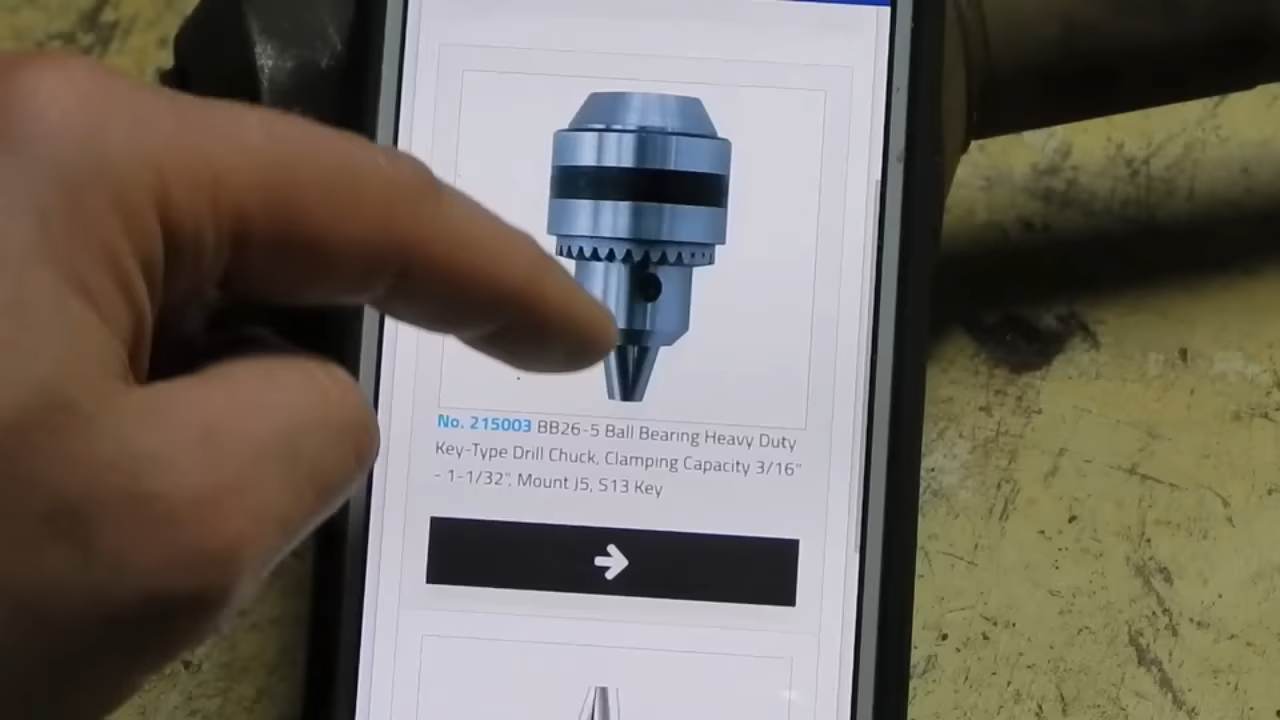 No. 215003 BB26-5 Ball Bearing Heavy Duty
Key-Type Drill Chuck, Clamping Capacity 3/16"
- 1-1/32", Mount J5, S13 Key